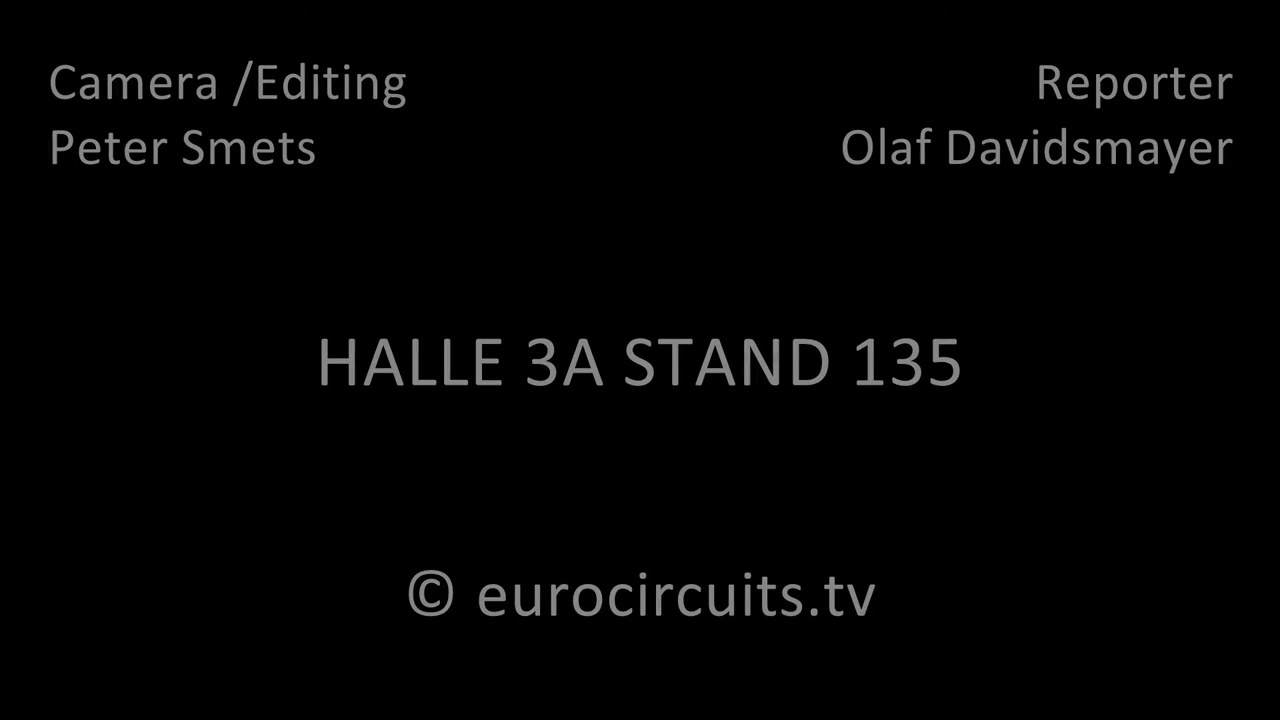 Camera /Editing
Peter Smets
Reporter
Olaf Davidsmayer
HALLE 3A STAND 135
© eurocircuits.tv